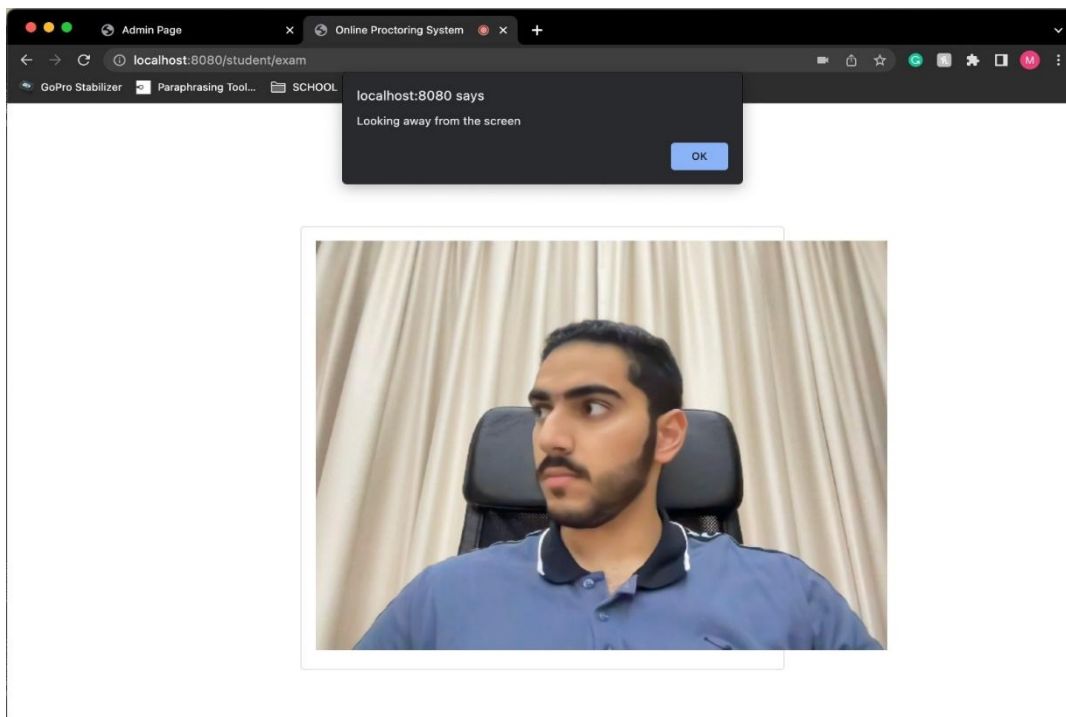 Admin Page
Online Proctoring System
localhost:8080/student/exam
M
GoPro Stabilizer
Paraphrasing Tool...
SCHOOL
localhost:8080 says
Looking away from the screen
OK